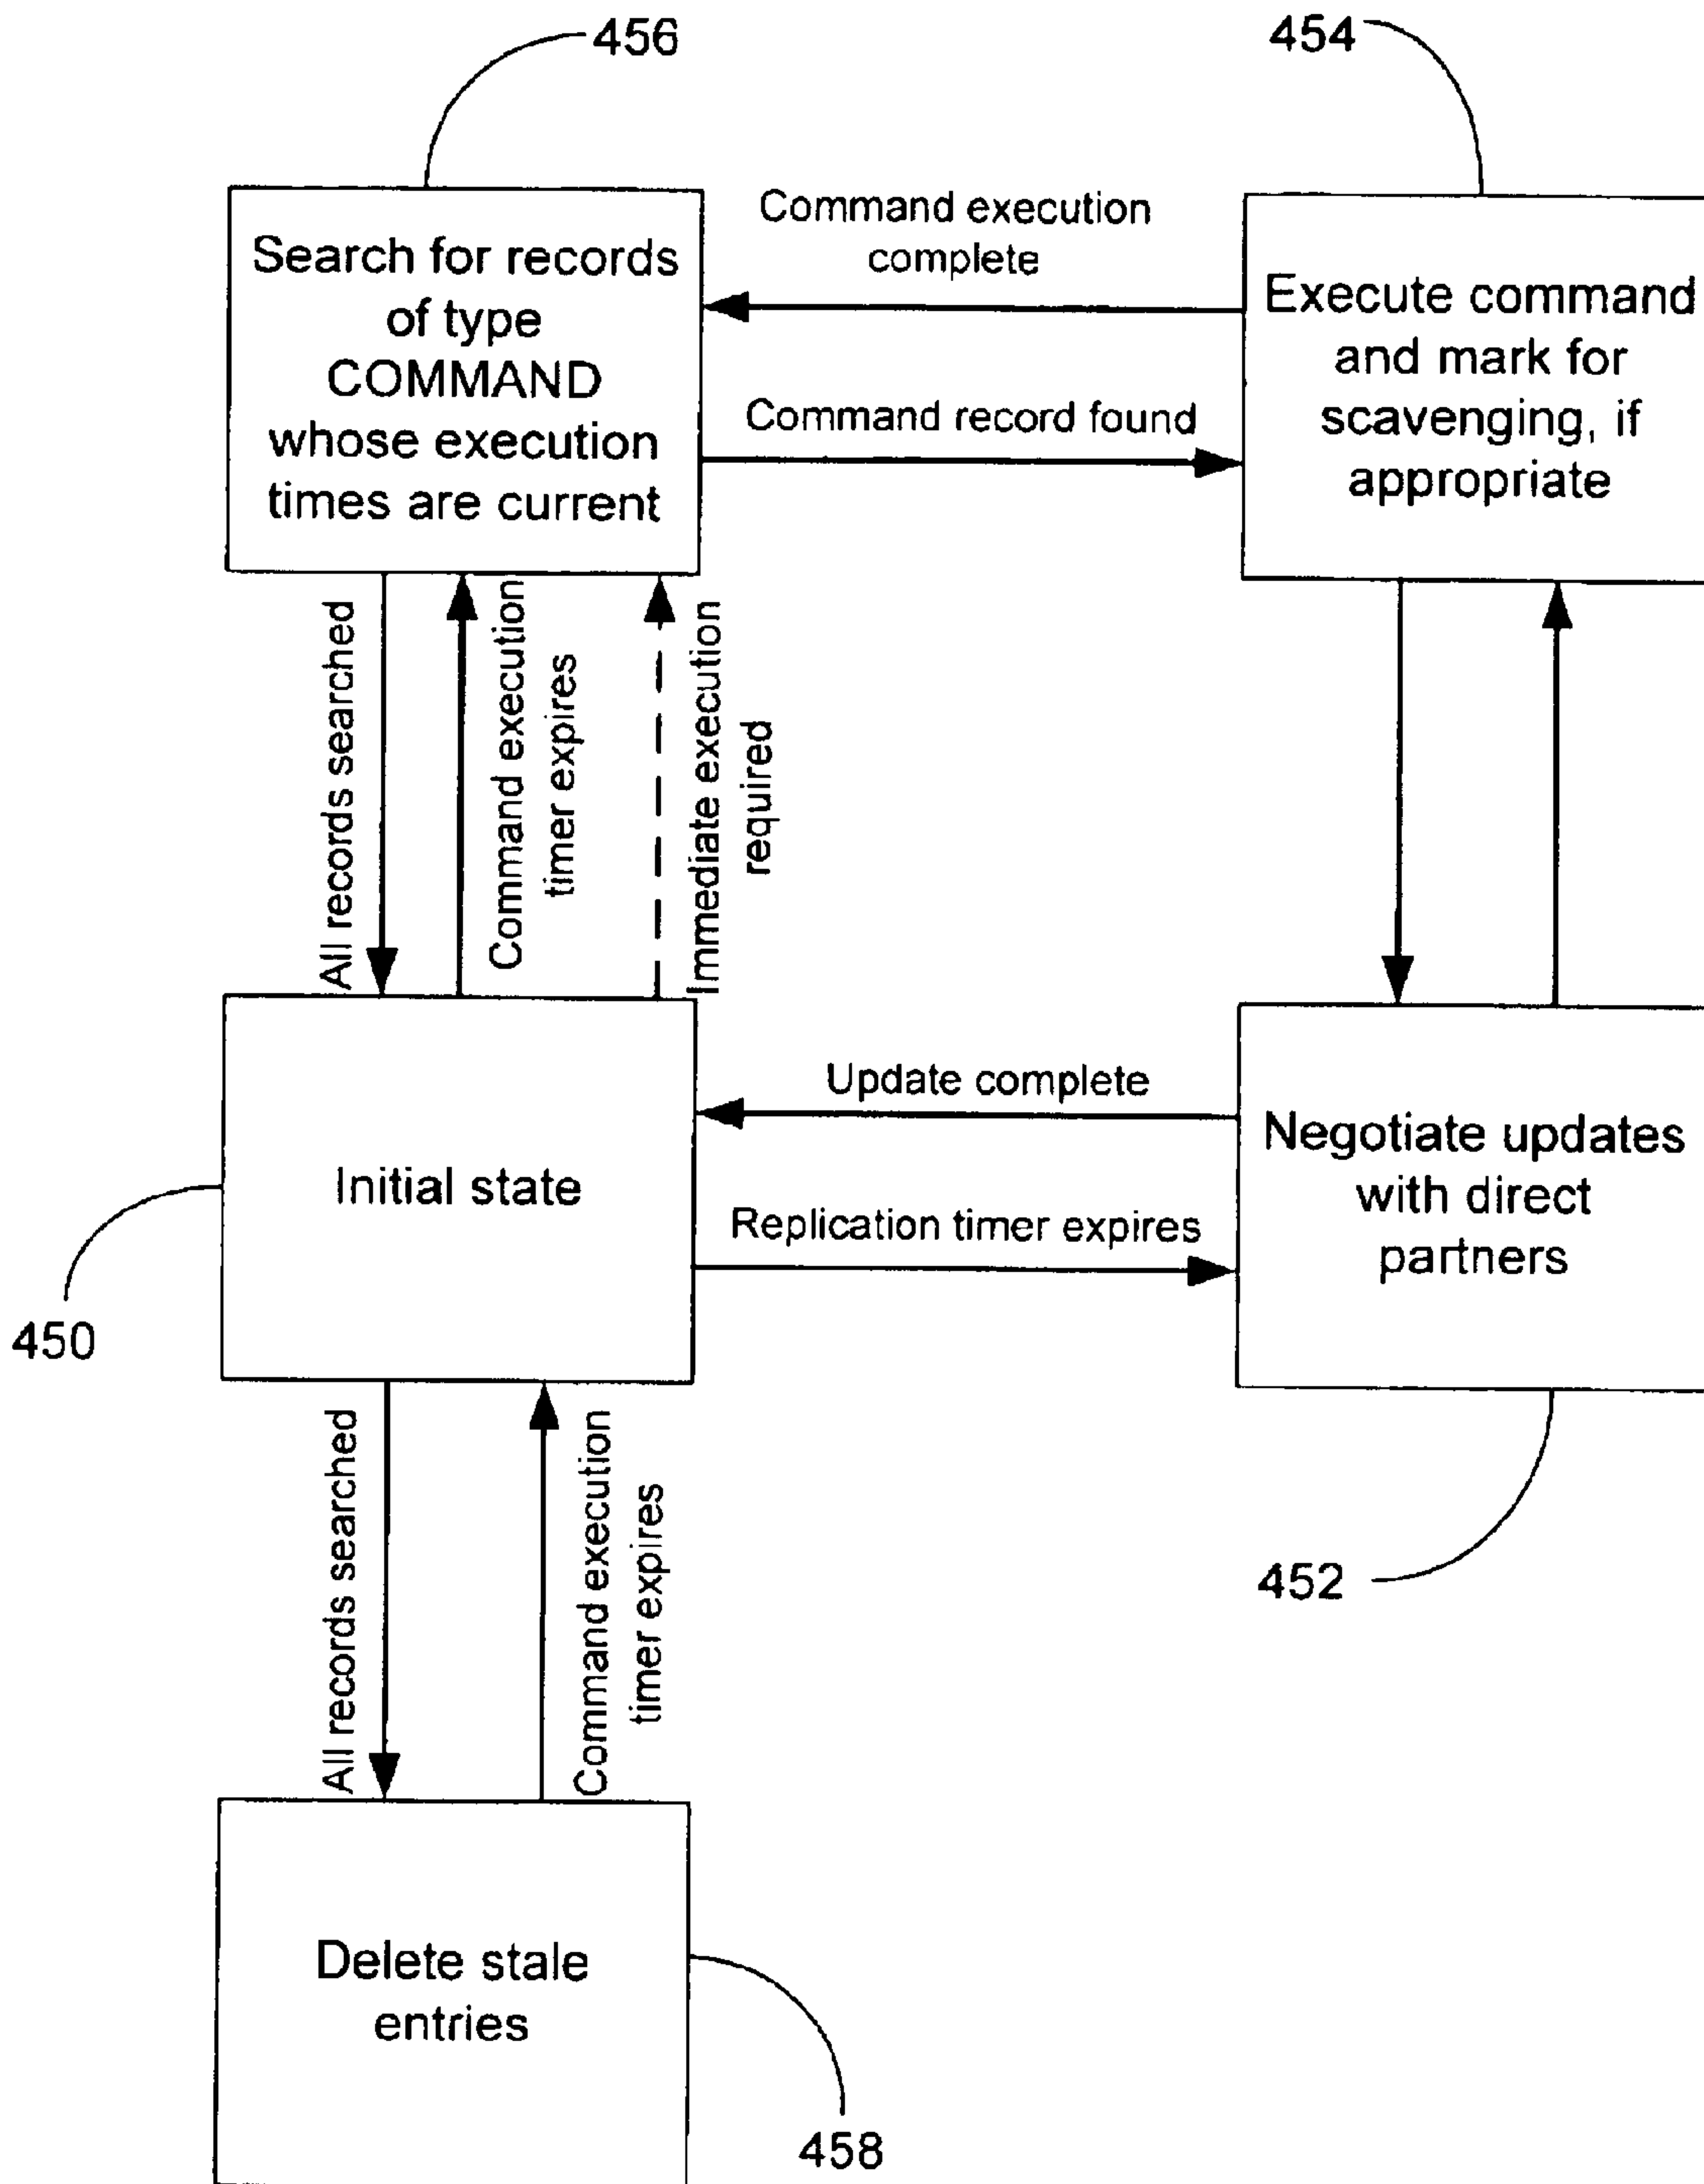 456
454
Search for records
of type
COMMAND
whose execution
times are current
Command execution
complete
Command record found
Execute command
and mark for
scavenging, if
appropriate
All records searched
Command execution
timer expires
Immediate execution
required
Initial state
Update complete
Replication timer expires
Negotiate updates
with direct
partners
450
452
All records searched
Command execution
timer expires
Delete stale
entries
458